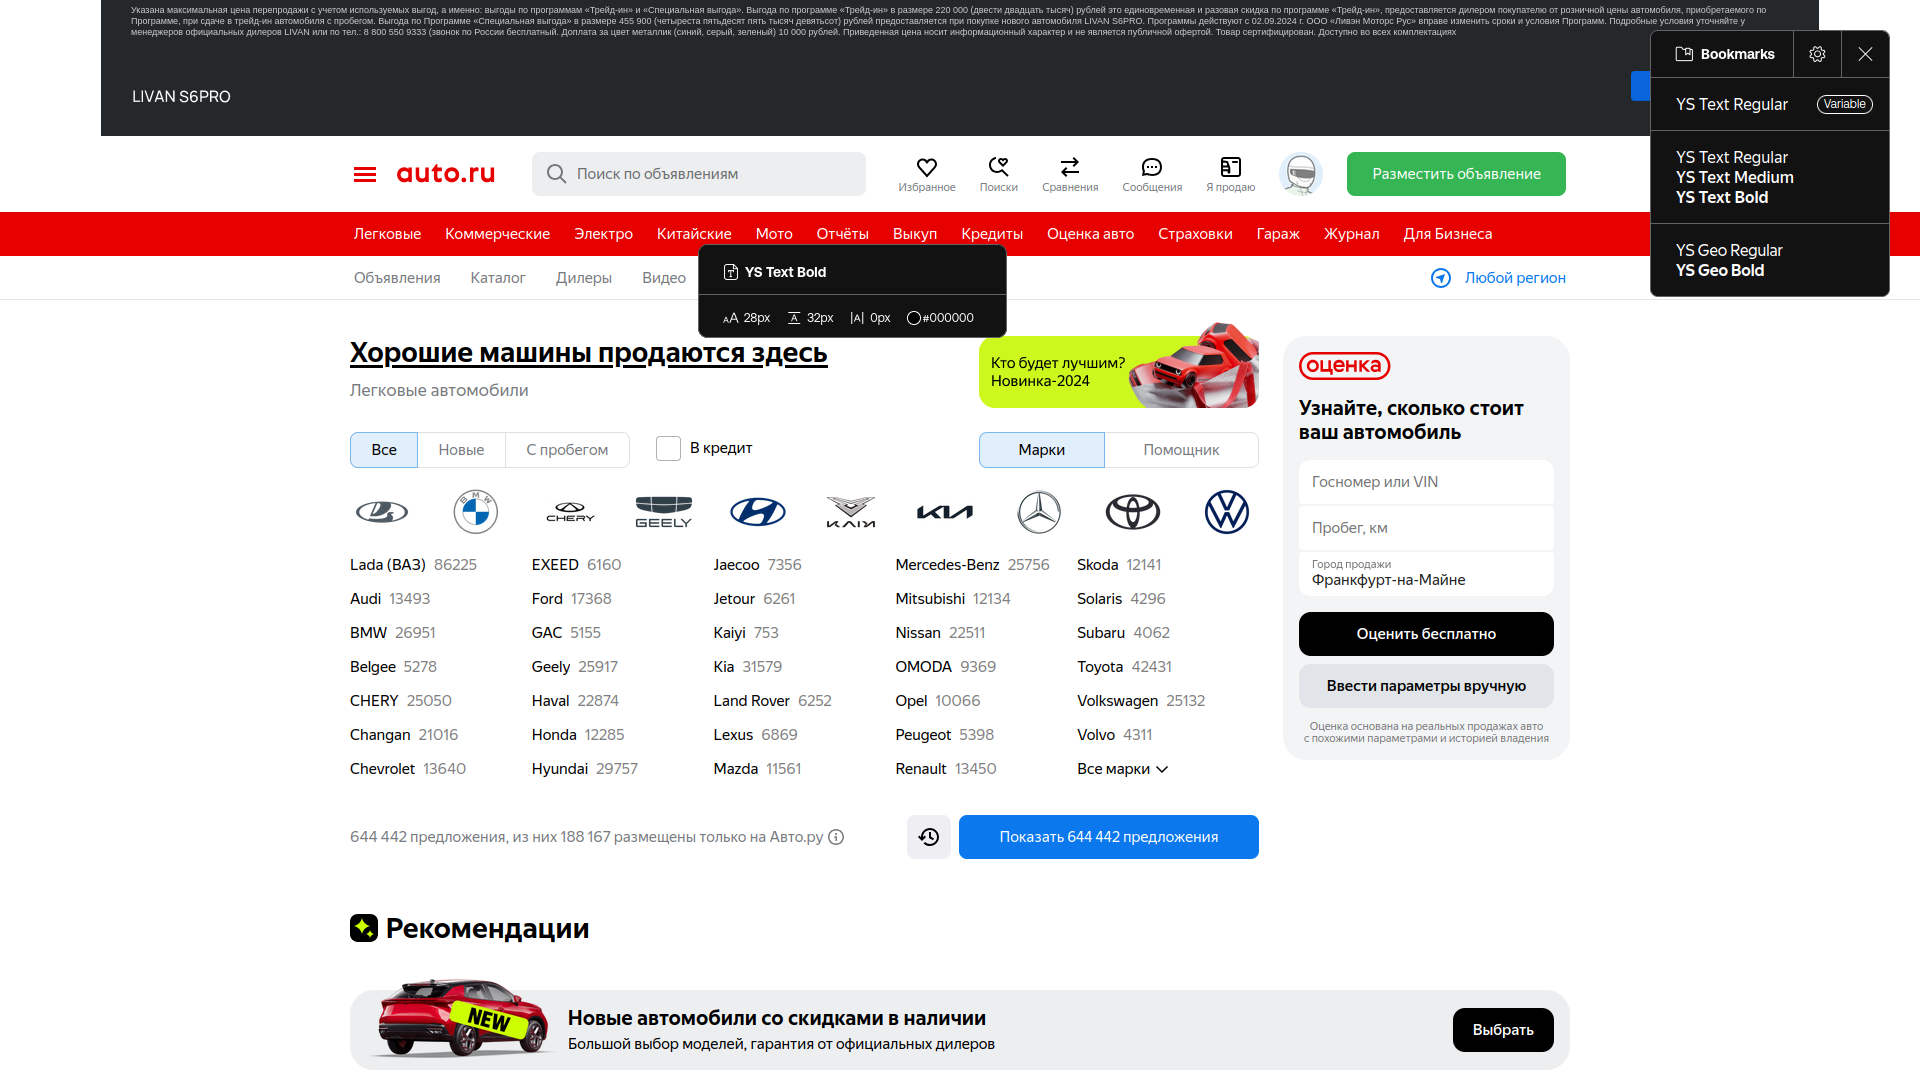 Указана максимальная цена перепродажи с учетом используемых выгод, а именно: выгоды по программам «Трейд-ин» и «Специальная выгода». Выгода по программе «Трейд-ин» в размере 220 000 (двести двадцать тысяч) рублей это единовременная и разовая скидка по программе «Трейд-ин», предоставляется дилером покупателю от розничной цены автомобиля, приобретаемого по
Программе, при сдаче в трейд-ин автомобиля с пробегом. Выгода по Программе «Специальная выгода» в размере 455 900 (четыреста пятьдесят пять тысяч девятьсот) рублей предоставляется при покупке нового автомобиля LIVAN S6PRO. Программы действуют с 02.09.2024 г. ООО «Ливэн Моторс Рус» вправе изменить сроки и условия Программ. Подробные условия уточняйте у
менеджеров официальных дилеров LIVAN или по тел.: 8 800 550 9333 (звонок по России бесплатный. Доплата за цвет металлик (синий, серый, зеленый) 10 000 рублей. Приведенная цена носит информационный характер и не является публичной офертой. Товар сертифицирован. Доступно во всех комплектациях
LIVAN S6PRO
Bookmarks
YS Text Regular Variable
YS Text Regular
YS Text Medium
YS Text Bold
YS Geo Regular
YS Geo Bold
auto.ru
Поиск по объявлениям
Избранное
Поиски
Сравнения
Сообщения
Я продаю
Разместить объявление
Легковые Коммерческие Электро Китайские Мото Отчёты Выкуп Кредиты Оценка авто Страховки Гараж Журнал Для Бизнеса
Объявления Каталог Дилеры Видео
Любой регион
YS Text Bold
28px 32px 0px #000000
Хорошие машины продаются здесь
Легковые автомобили
Кто будет лучшим?
Новинка-2024
Все Новые С пробегом В кредит
Марки Помощник
BMW
CHERY
GEELY
KAIYI
KIA
Lada (ВАЗ) 86225 EXEED 6160 Jaecoo 7356 Mercedes-Benz 25756 Skoda 12141
Audi 13493 Ford 17368 Jetour 6261 Mitsubishi 12134 Solaris 4296
BMW 26951 GAC 5155 Kaiyi 753 Nissan 22511 Subaru 4062
Belgee 5278 Geely 25917 Kia 31579 OMODA 9369 Toyota 42431
CHERY 25050 Haval 22874 Land Rover 6252 Opel 10066 Volkswagen 25132
Changan 21016 Honda 12285 Lexus 6869 Peugeot 5398 Volvo 4311
Chevrolet 13640 Hyundai 29757 Mazda 11561 Renault 13450 Все марки
644 442 предложения, из них 188 167 размещены только на Авто.ру
Показать 644 442 предложения
оценка
Узнайте, сколько стоит
ваш автомобиль
Госномер или VIN
Пробег, км
Город продажи
Франкфурт-на-Майне
Оценить бесплатно
Ввести параметры вручную
Оценка основана на реальных продажах авто
с похожими параметрами и историей владения
Рекомендации
NEW
Новые автомобили со скидками в наличии
Большой выбор моделей, гарантия от официальных дилеров
Выбрать